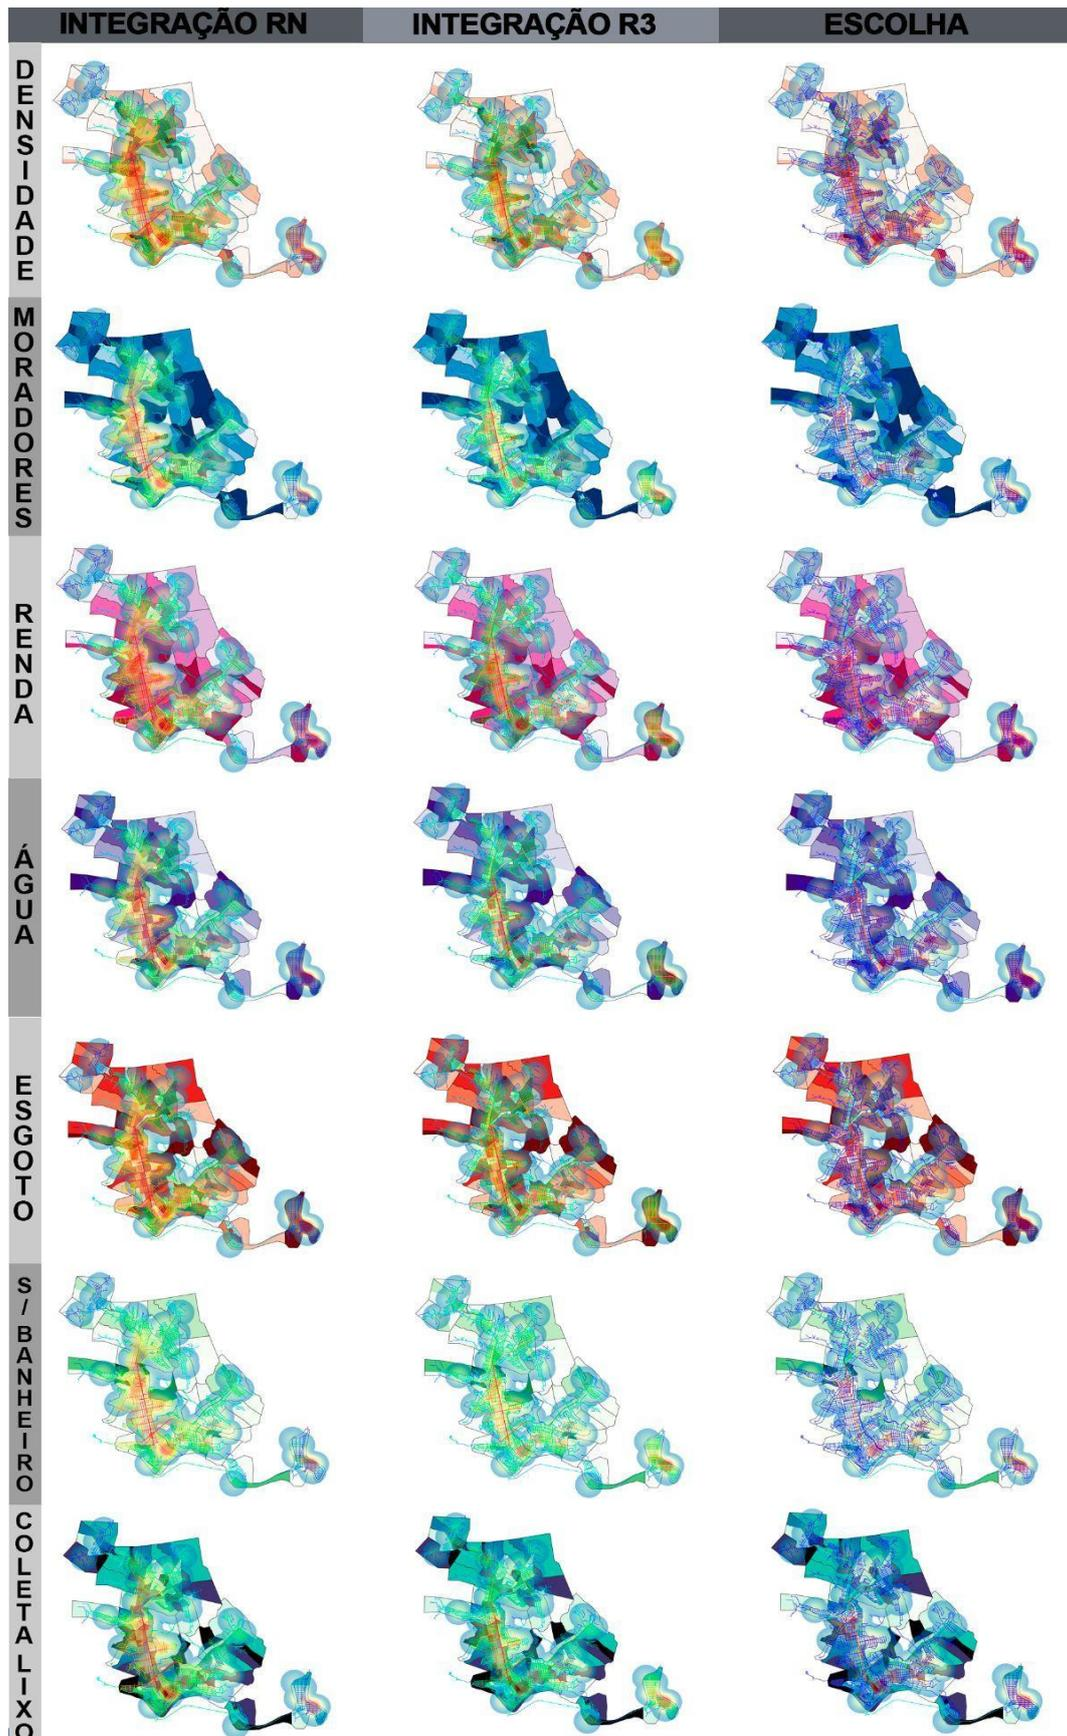 INTEGRAÇÃO RN
INTEGRAÇÃO R3
ESCOLHA
DENSIDADE
MORADORES
RENDA
ÁGUA
ESGOTO
S/ BANHEIRO
COLETA LIXO